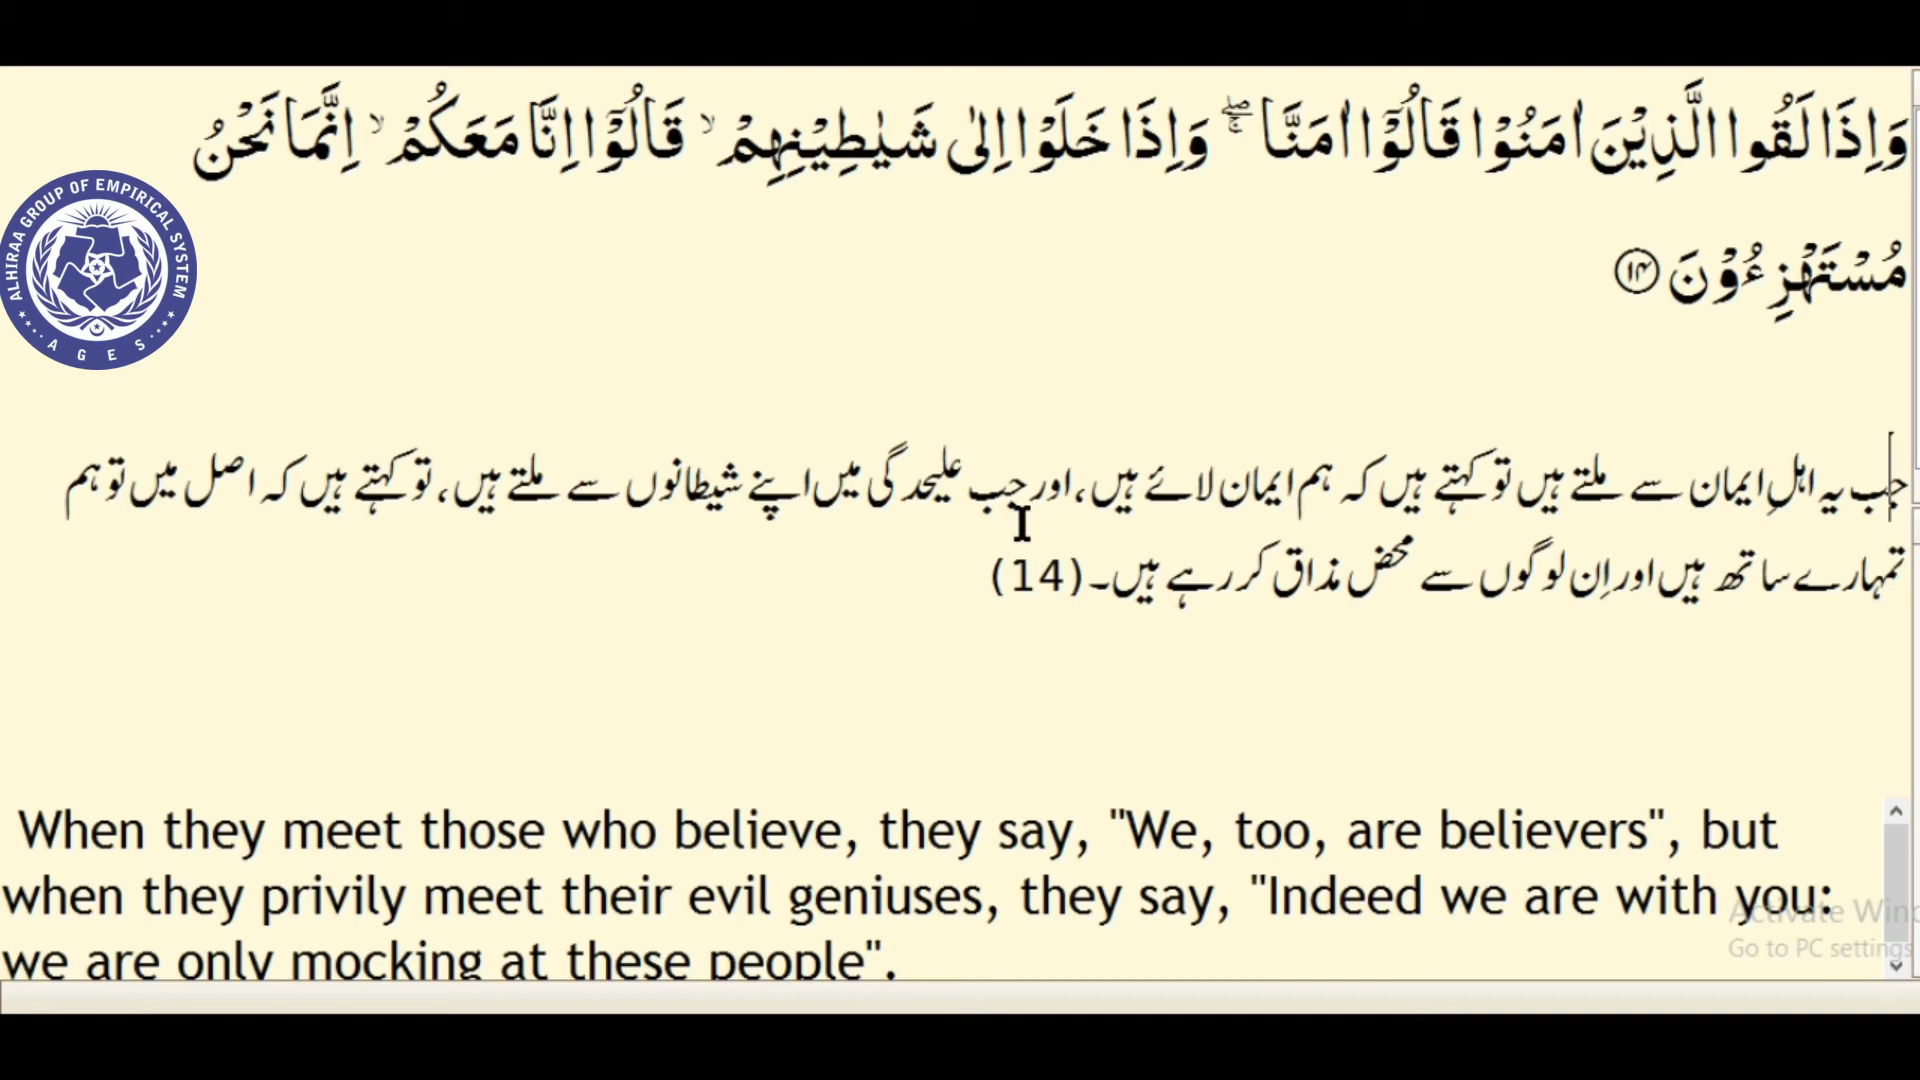 وَاِذَا لَقُوا الَّذِيْنَ اٰمَنُوْا قَالُوْٓا اٰمَنَّا ۖۚ وَاِذَا خَلَوْا اِلٰى شَيٰطِيْنِهِمْ ۙ قَالُوْٓا اِنَّا مَعَكُمْ ۙ اِنَّمَا نَحْنُ
مُسْتَهْزِءُوْنَ ۝۱۴
ALHIRAA GROUP OF EMPIRICAL SYSTEM
A G E S
جب یہ اہلِ ایمان سے ملتے ہیں تو کہتے ہیں کہ ہم ایمان لائے ہیں، اور جب علیحدگی میں اپنے شیطانوں سے ملتے ہیں، تو کہتے ہیں کہ اصل میں تو ہم
تمہارے ساتھ ہیں اور اِن لوگوں سے محض مذاق کر رہے ہیں۔ (14)
When they meet those who believe, they say, "We, too, are believers", but
when they privily meet their evil geniuses, they say, "Indeed we are with you:
we are only mocking at these people".
Activate Wind
Go to PC settings